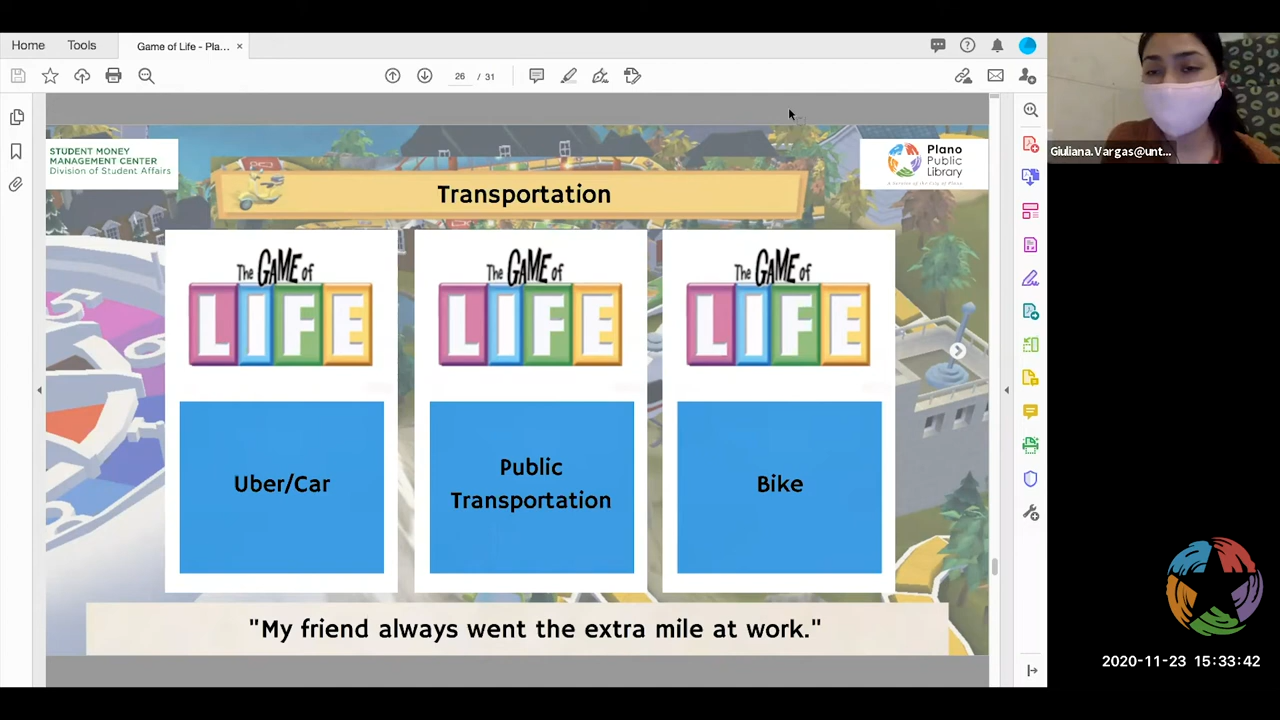 Home
Tools
Game of Life - Pla... ×
26 / 31
STUDENT MONEY
MANAGEMENT CENTER
Division of Student Affairs
Plano
Public
Library
Transportation
The GAME of
LIFE
The GAME of
LIFE
The GAME of
LIFE
Uber/Car
Public
Transportation
Bike
"My friend always went the extra mile at work."
Giuliana.Vargas@unt...
2020-11-23 15:33:42